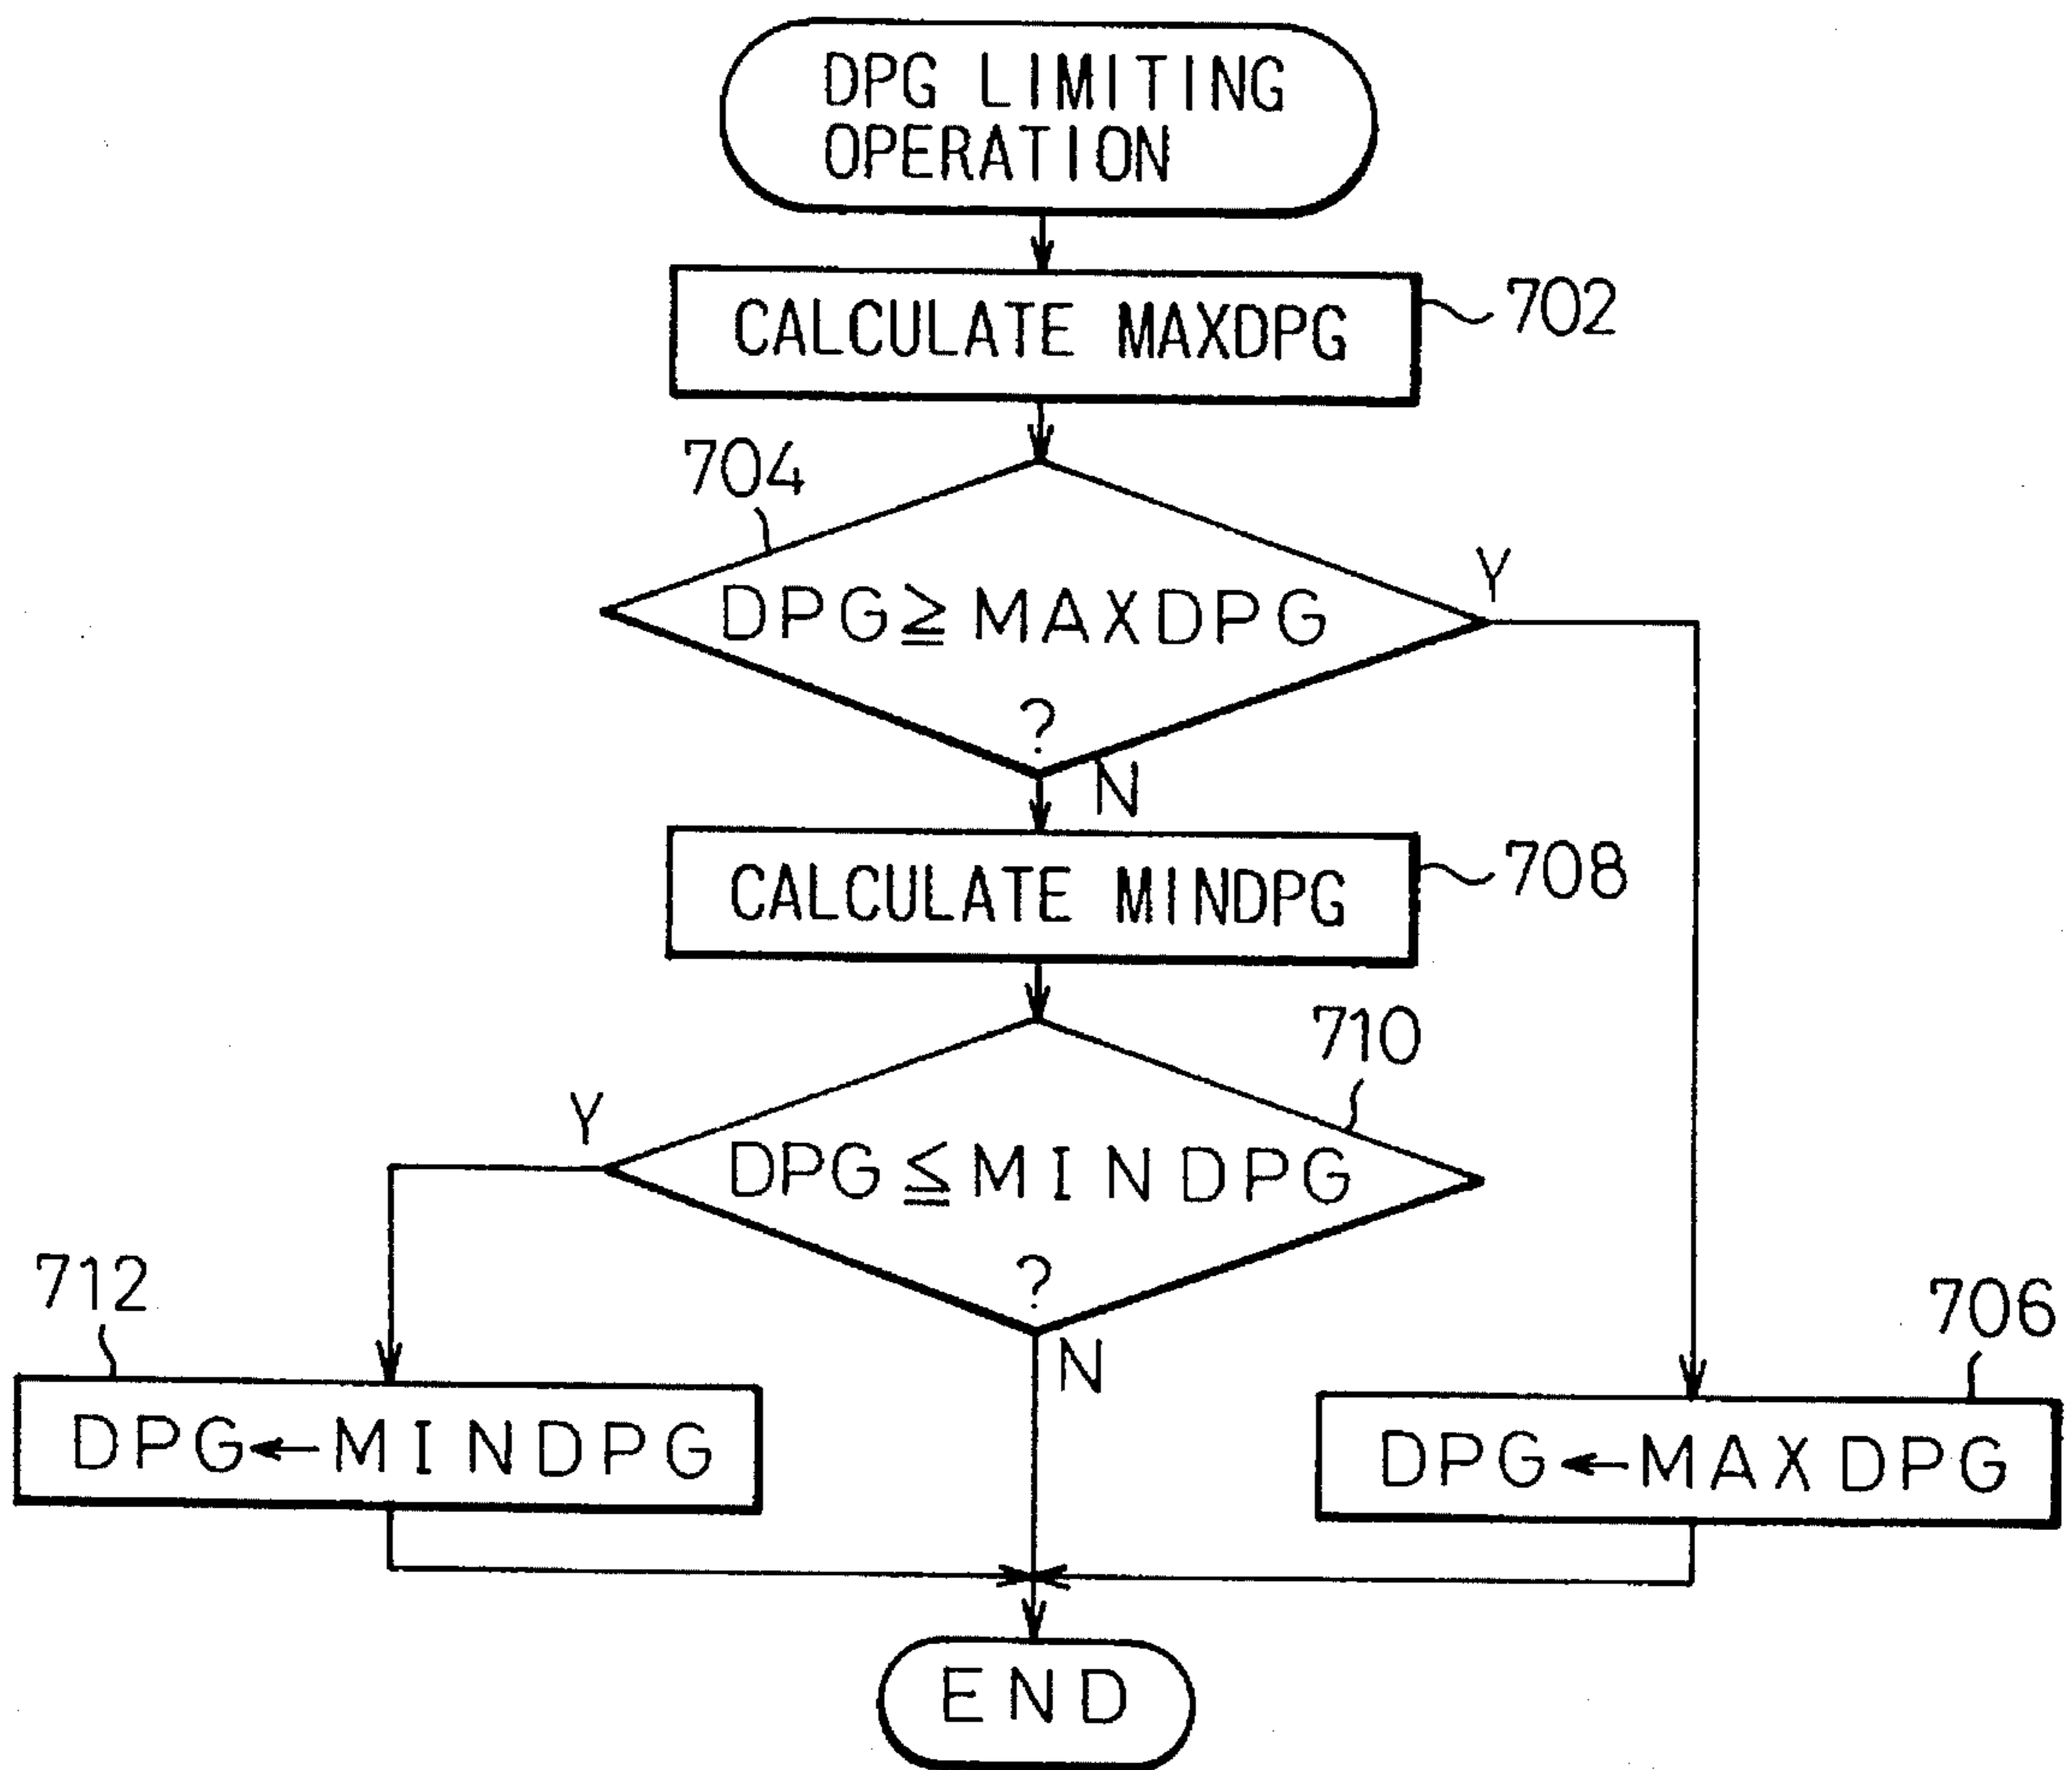 DPG LIMITING
OPERATION
CALCULATE MAXDPG
702
704
DPG≧MAXDPG
?
Y
N
CALCULATE MINDPG
708
710
Y
DPG≦MINDPG
?
N
712
DPG←MINDPG
706
DPG←MAXDPG
END